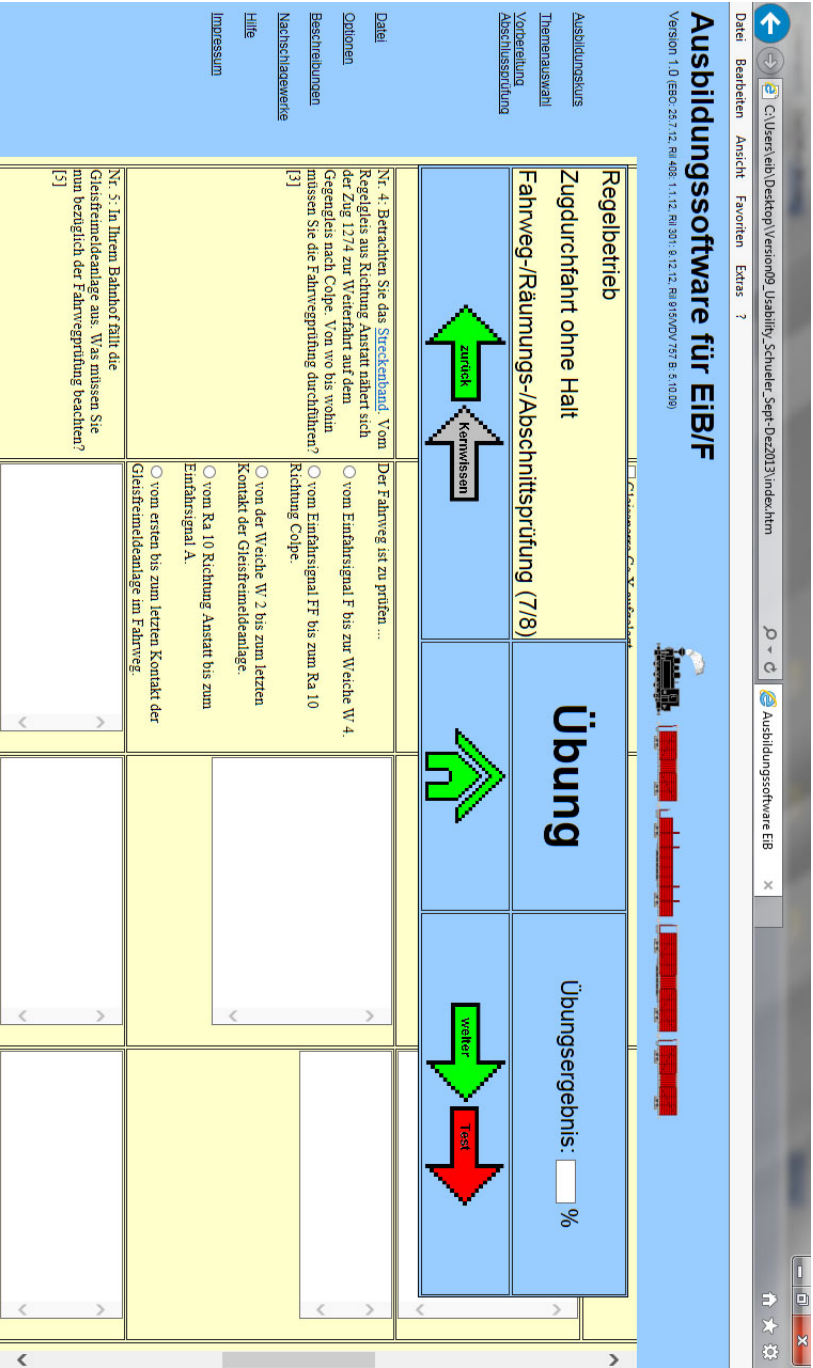 C:\Users\eib\Desktop\Version09_Usability_Schueler_Sept-Dez2013\index.htm
Ausbildungssoftware EiB
Datei Bearbeiten Ansicht Favoriten Extras ?
Ausbildungssoftware für EiB/F
Version 1.0 (EBO: 25.7.12, Ril 408: 1.1.12, Ril 301: 9.12.12, Ril 915/VDV 757 B: 5.10.09)
Ausbildungskurs
Themenauswahl
Vorbereitung
Abschlussprüfung
Datei
Optionen
Beschreibungen
Nachschlagewerke
Hilfe
Impressum
Regelbetrieb
Zugdurchfahrt ohne Halt
Fahrweg-/Räumungs-/Abschnittsprüfung (7/8)
Übung
Übungsergebnis: %
zurück
Kernwissen
weiter
Test
Nr. 4: Betrachten Sie das Streckenband. Vom
Regelgleis aus Richtung Anstatt nähert sich
der Zug 1274 zur Weiterfahrt auf dem
Gegengleis nach Colpe. Von wo bis wohin
müssen Sie die Fahrwegprüfung durchführen?
[3]
Der Fahrweg ist zu prüfen ...
vom Einfahrsignal F bis zur Weiche W 4.
vom Einfahrsignal FF bis zum Ra 10
Richtung Colpe.
von der Weiche W 2 bis zum letzten
Kontakt der Gleisfreimeldeanlage.
vom Ra 10 Richtung Anstatt bis zum
Einfahrsignal A.
vom ersten bis zum letzten Kontakt der
Gleisfreimeldeanlage im Fahrweg.
Nr. 5: In Ihrem Bahnhof fällt die
Gleisfreimeldeanlage aus. Was müssen Sie
nun bezüglich der Fahrwegprüfung beachten?
[5]